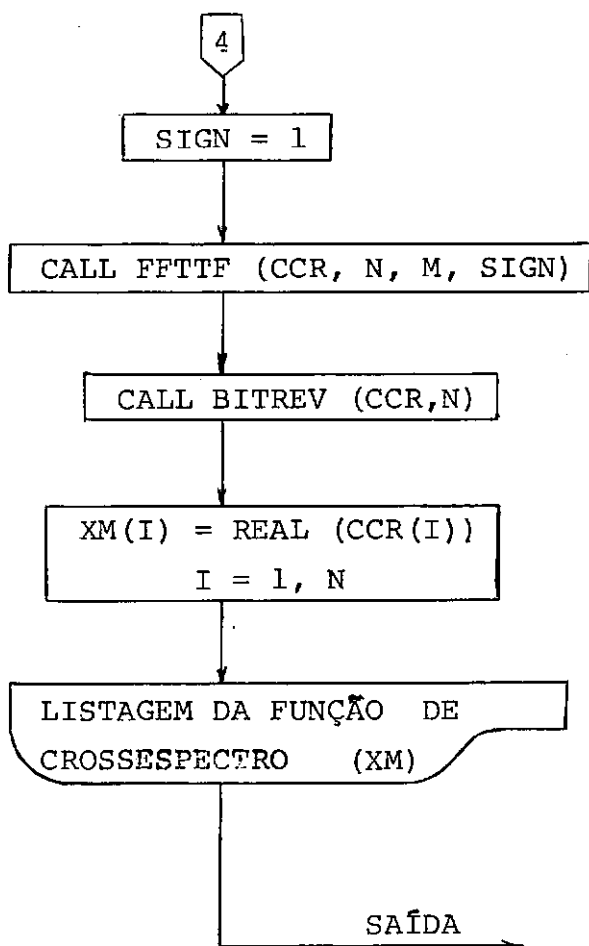 4
SIGN = 1
CALL FFTTF (CCR, N, M, SIGN)
CALL BITREV (CCR,N)
XM(I) = REAL (CCR(I))
I = 1, N
LISTAGEM DA FUNÇÃO DE
CROSSESPECTRO (XM)
SAÍDA